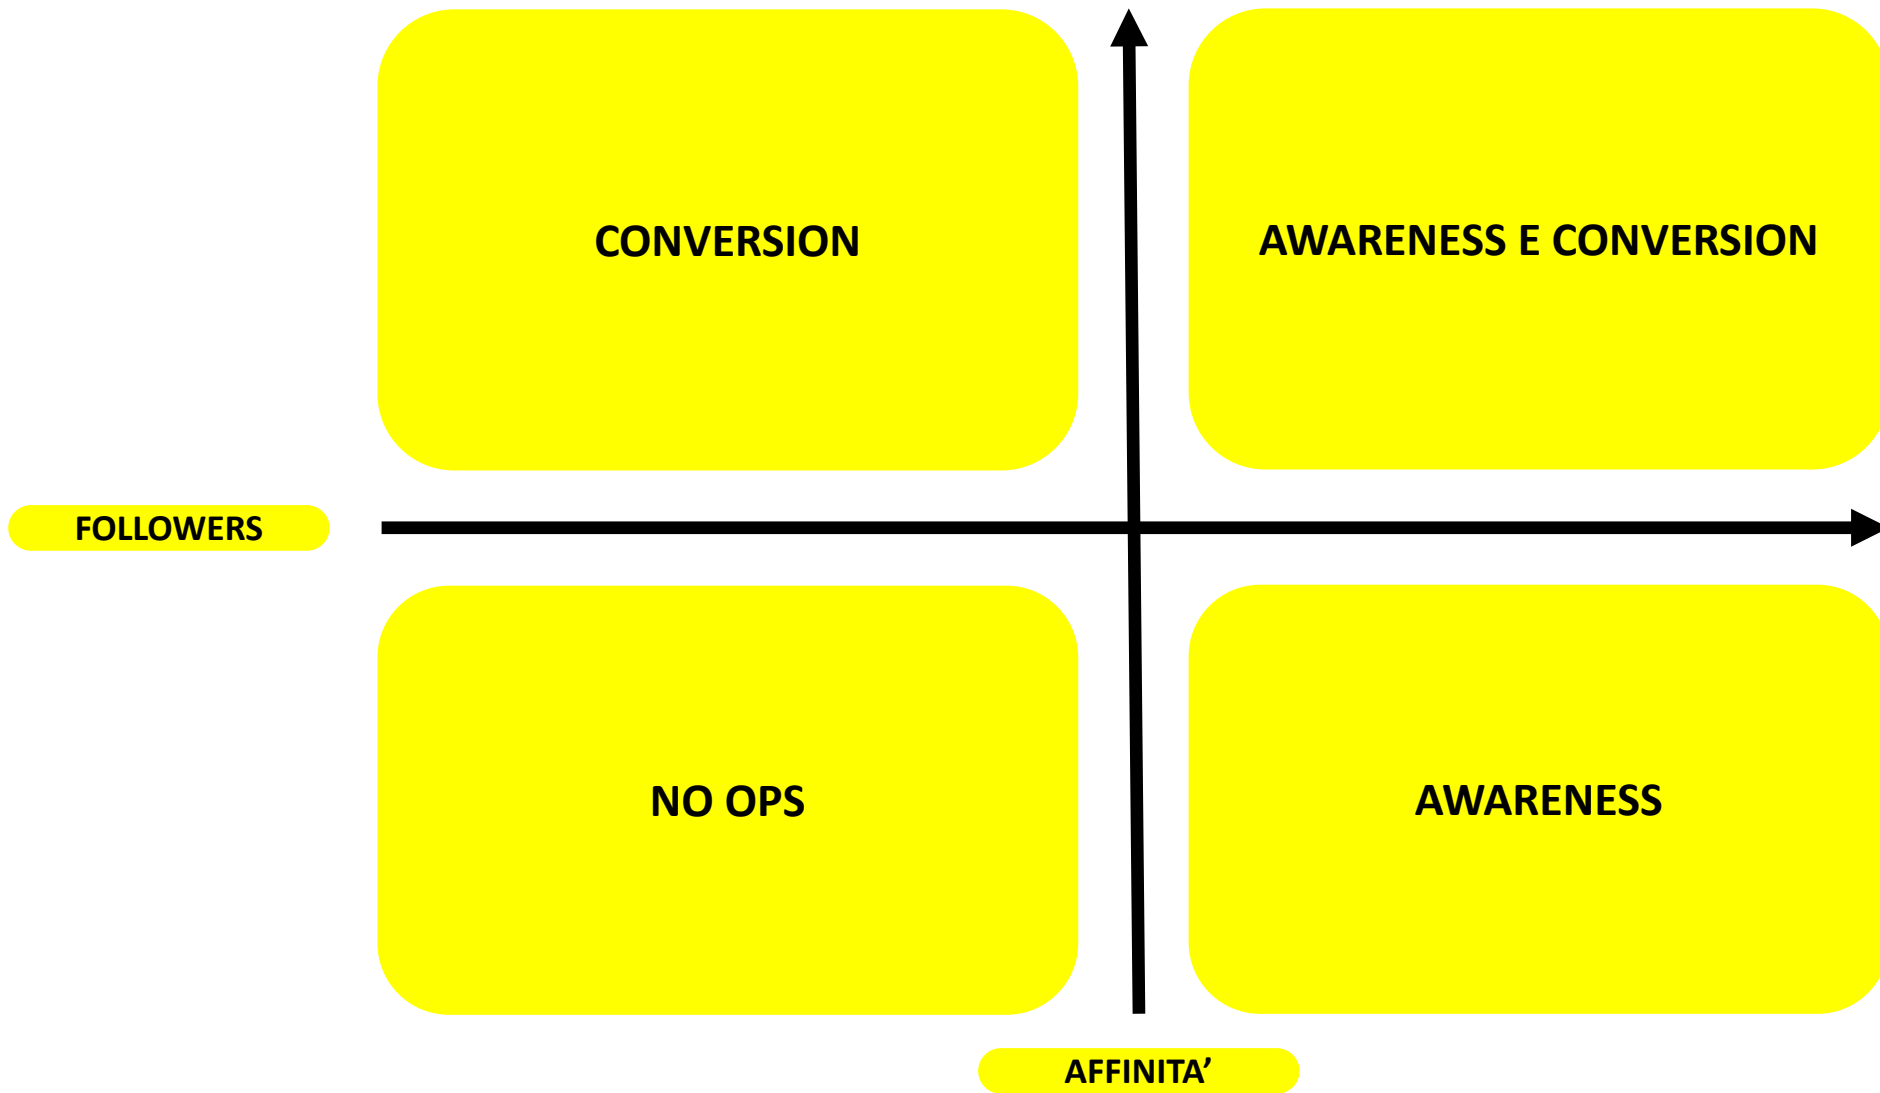 CONVERSION
AWARENESS E CONVERSION
FOLLOWERS
NO OPS
AWARENESS
AFFINITA’